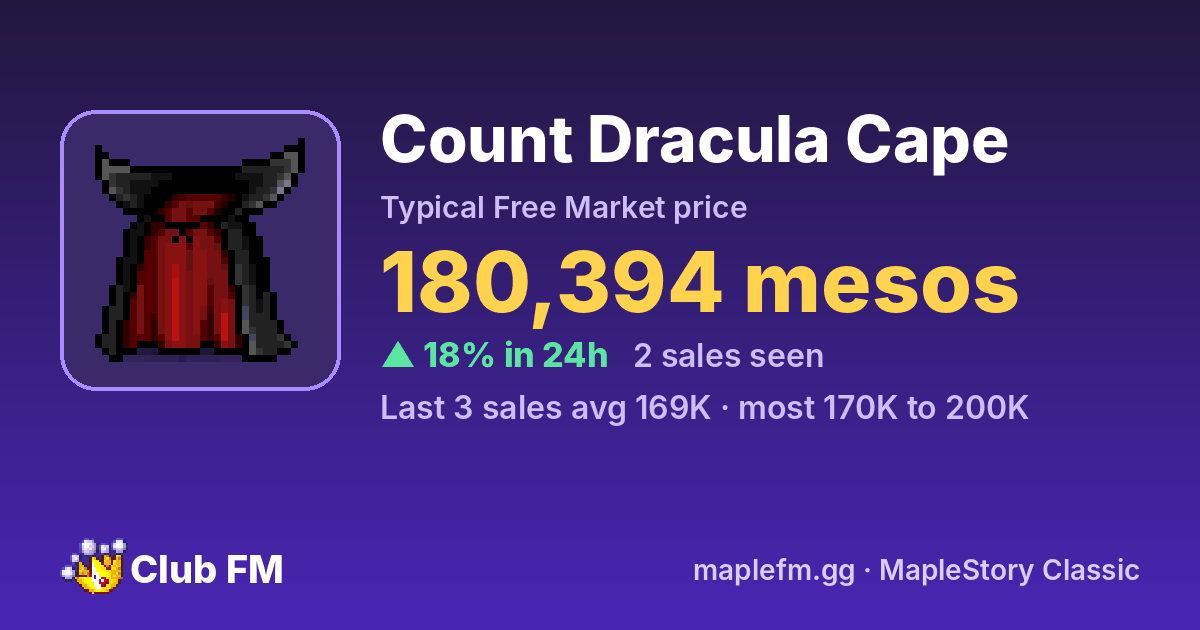 Count Dracula Cape
Typical Free Market price
180,394 mesos
▲ 18% in 24h 2 sales seen
Last 3 sales avg 169K · most 170K to 200K
Club FM
maplefm.gg · MapleStory Classic